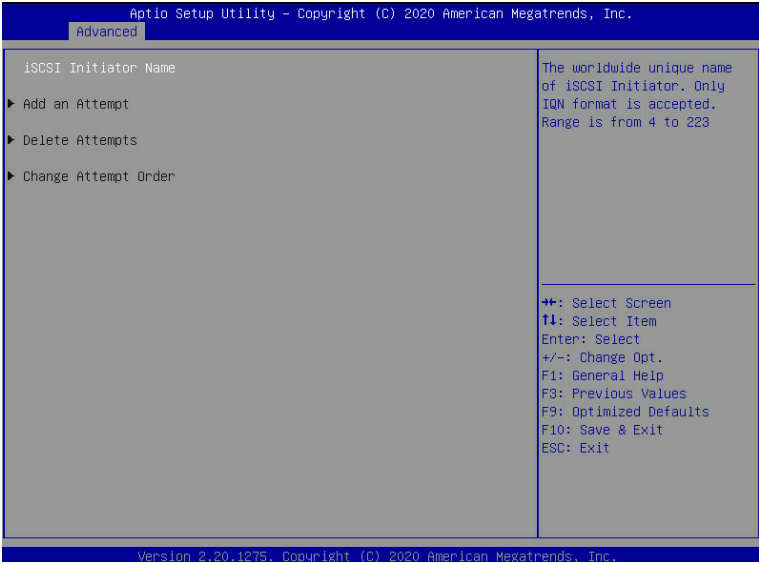 Aptio Setup Utility – Copyright (C) 2020 American Megatrends, Inc.
Advanced
iSCSI Initiator Name
▶ Add an Attempt
▶ Delete Attempts
▶ Change Attempt Order
The worldwide unique name
of iSCSI Initiator. Only
IQN format is accepted.
Range is from 4 to 223
→←: Select Screen
↑↓: Select Item
Enter: Select
+/-: Change Opt.
F1: General Help
F3: Previous Values
F9: Optimized Defaults
F10: Save & Exit
ESC: Exit
Version 2.20.1275. Copyright (C) 2020 American Megatrends, Inc.